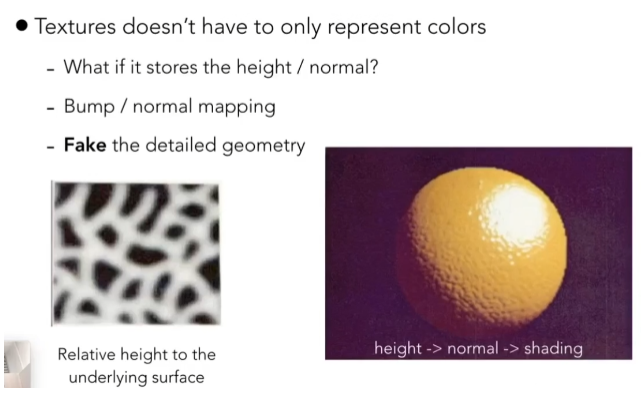 ● Textures doesn't have to only represent colors
- What if it stores the height / normal?
- Bump / normal mapping
- Fake the detailed geometry
Relative height to the
underlying surface
height -> normal -> shading